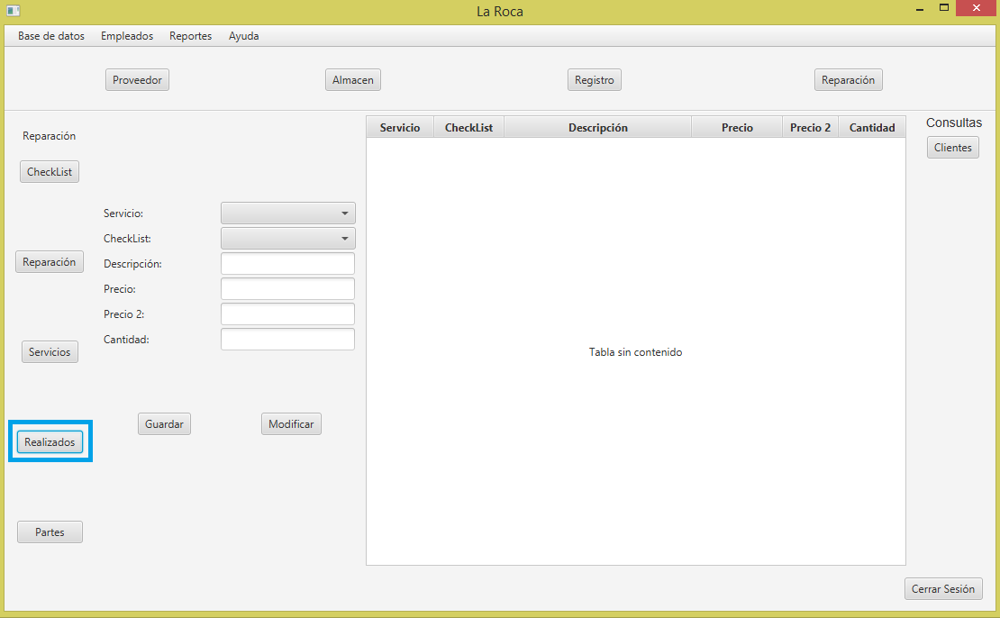 La Roca
Base de datos Empleados Reportes Ayuda
Proveedor Almacen Registro Reparación
Reparación
CheckList
Reparación
Servicios
Realizados
Partes
Servicio:
CheckList:
Descripción:
Precio:
Precio 2:
Cantidad:
Guardar Modificar
Servicio CheckList Descripción Precio Precio 2 Cantidad
Tabla sin contenido
Consultas
Clientes
Cerrar Sesión